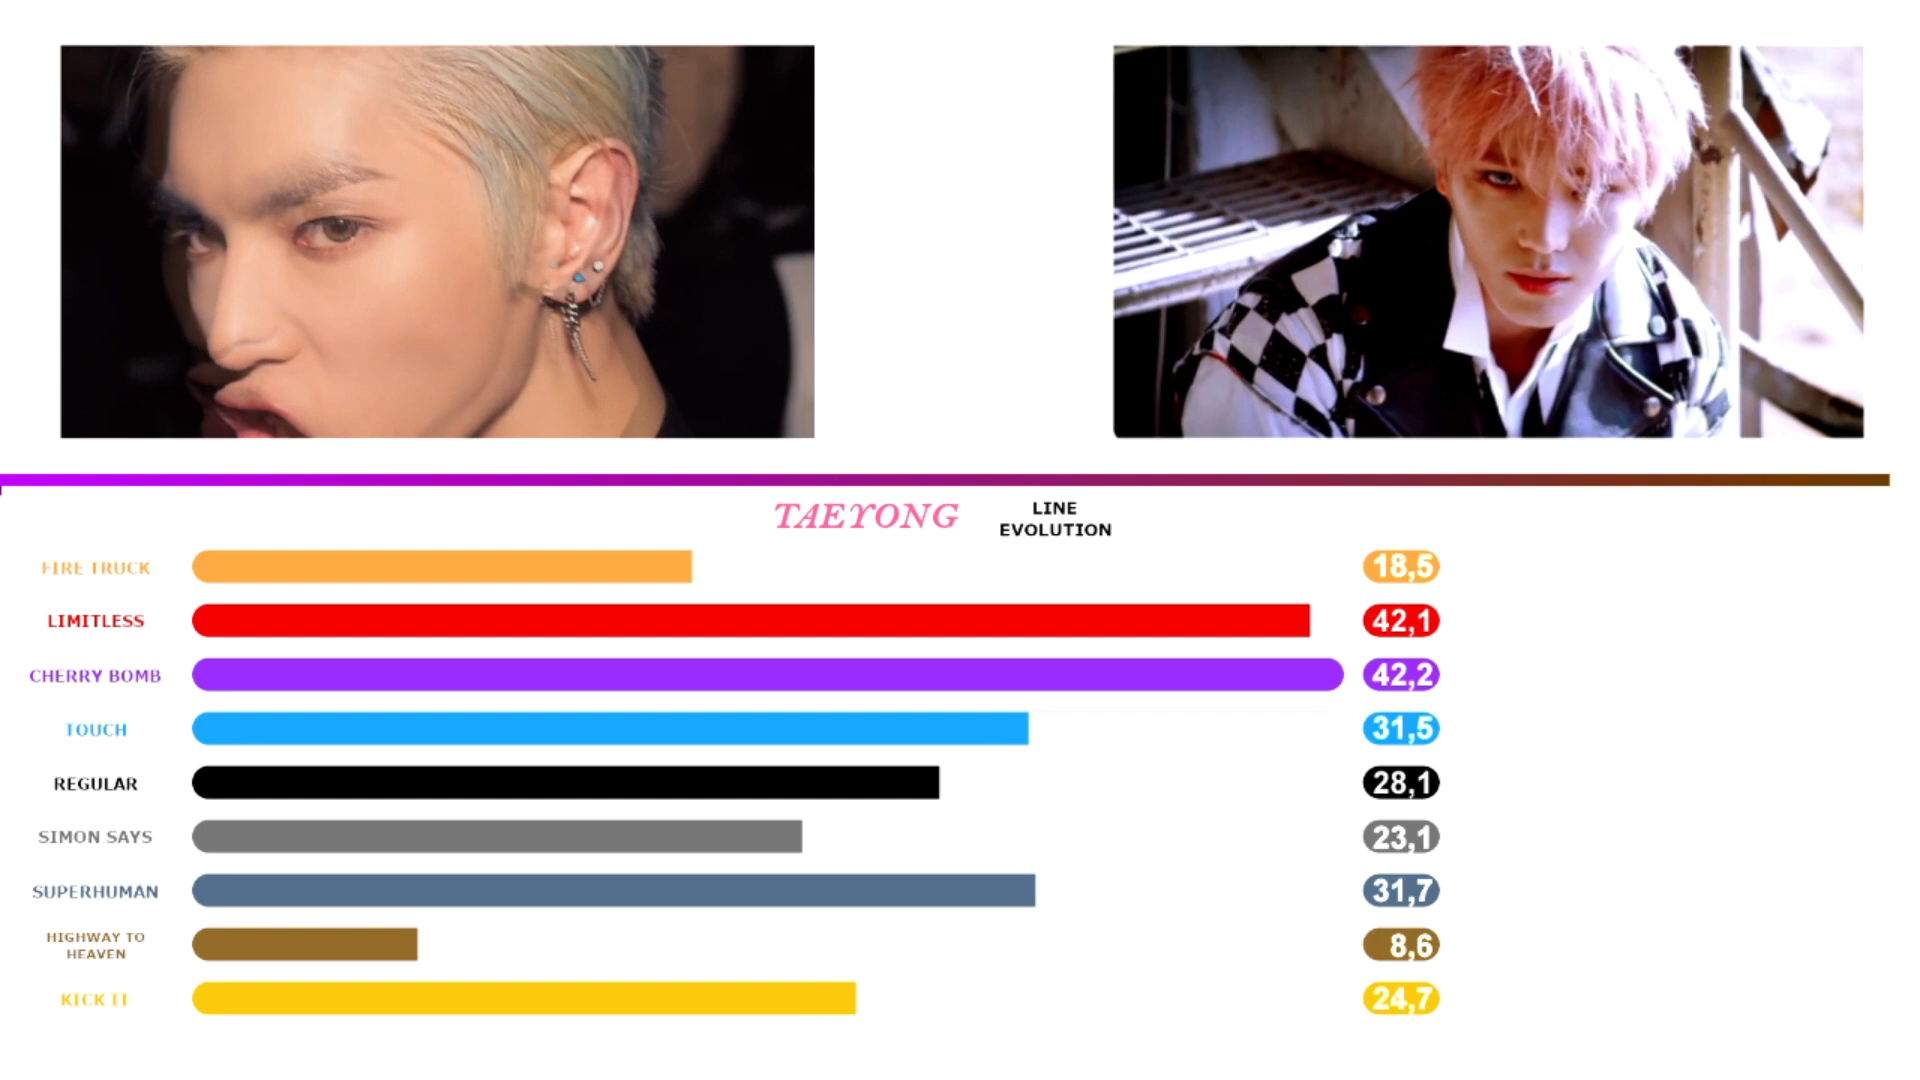 TAEYONG
LINE
EVOLUTION
FIRE TRUCK 18,5
LIMITLESS 42,1
CHERRY BOMB 42,2
TOUCH 31,5
REGULAR 28,1
SIMON SAYS 23,1
SUPERHUMAN 31,7
HIGHWAY TO
HEAVEN 8,6
KICK IT 24,7